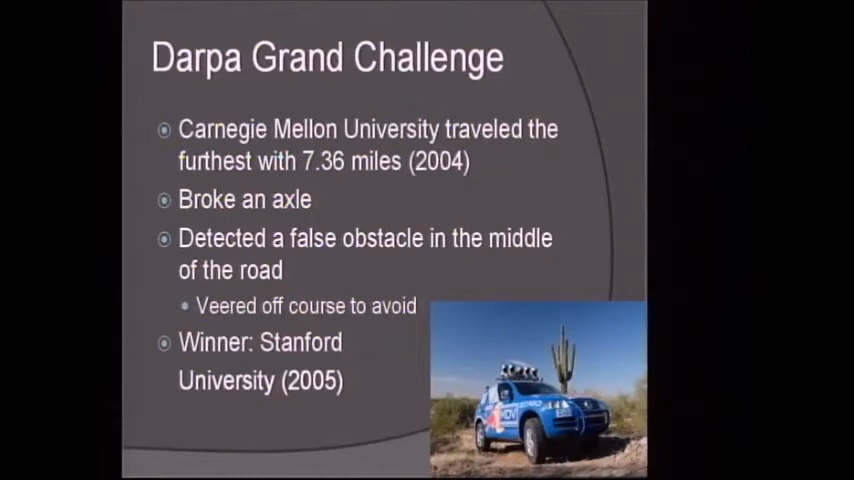 Darpa Grand Challenge
Carnegie Mellon University traveled the
furthest with 7.36 miles (2004)
Broke an axle
Detected a false obstacle in the middle
of the road
Veered off course to avoid
Winner: Stanford
University (2005)